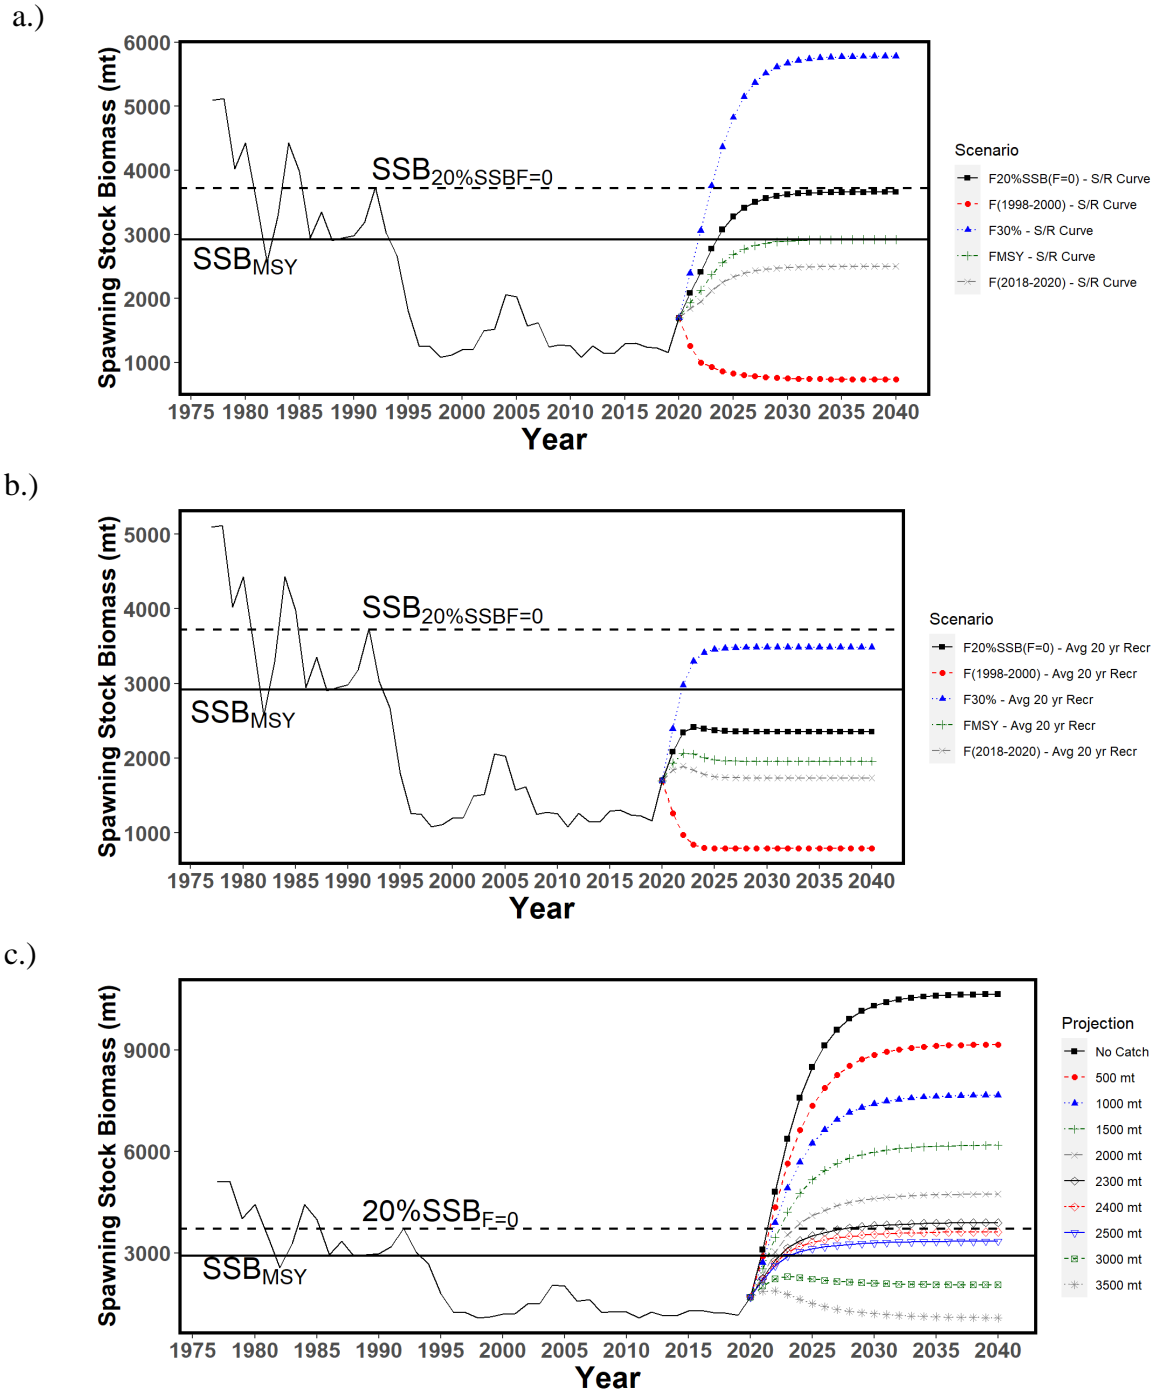 a.)
Spawning Stock Biomass (mt)
6000
5000
4000
3000
2000
1000
SSB20%SSBF=0
SSBMSY
1975 1980 1985 1990 1995 2000 2005 2010 2015 2020 2025 2030 2035 2040
Year
Scenario
F20%SSB(F=0) - S/R Curve
F(1998-2000) - S/R Curve
F30% - S/R Curve
FMSY - S/R Curve
F(2018-2020) - S/R Curve
b.)
Spawning Stock Biomass (mt)
5000
4000
3000
2000
1000
SSB20%SSBF=0
SSBMSY
1975 1980 1985 1990 1995 2000 2005 2010 2015 2020 2025 2030 2035 2040
Year
Scenario
F20%SSB(F=0) - Avg 20 yr Recr
F(1998-2000) - Avg 20 yr Recr
F30% - Avg 20 yr Recr
FMSY - Avg 20 yr Recr
F(2018-2020) - Avg 20 yr Recr
c.)
Spawning Stock Biomass (mt)
9000
6000
3000
20%SSBF=0
SSBMSY
1975 1980 1985 1990 1995 2000 2005 2010 2015 2020 2025 2030 2035 2040
Year
Projection
No Catch
500 mt
1000 mt
1500 mt
2000 mt
2300 mt
2400 mt
2500 mt
3000 mt
3500 mt